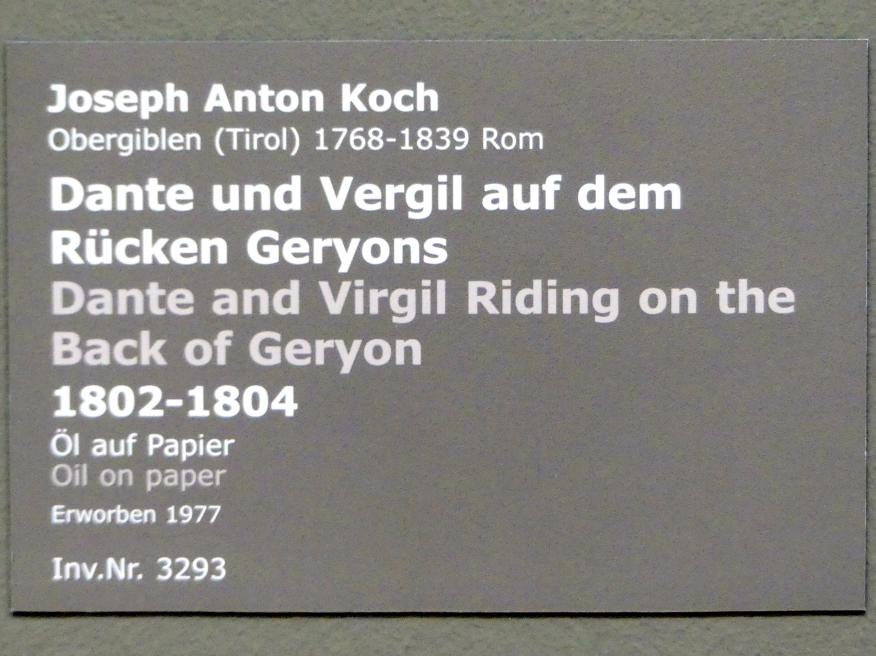 Joseph Anton Koch
Obergiblen (Tirol) 1768-1839 Rom
Dante und Vergil auf dem
Rücken Geryons
Dante and Virgil Riding on the
Back of Geryon
1802-1804
Öl auf Papier
Oil on paper
Erworben 1977
Inv.Nr. 3293